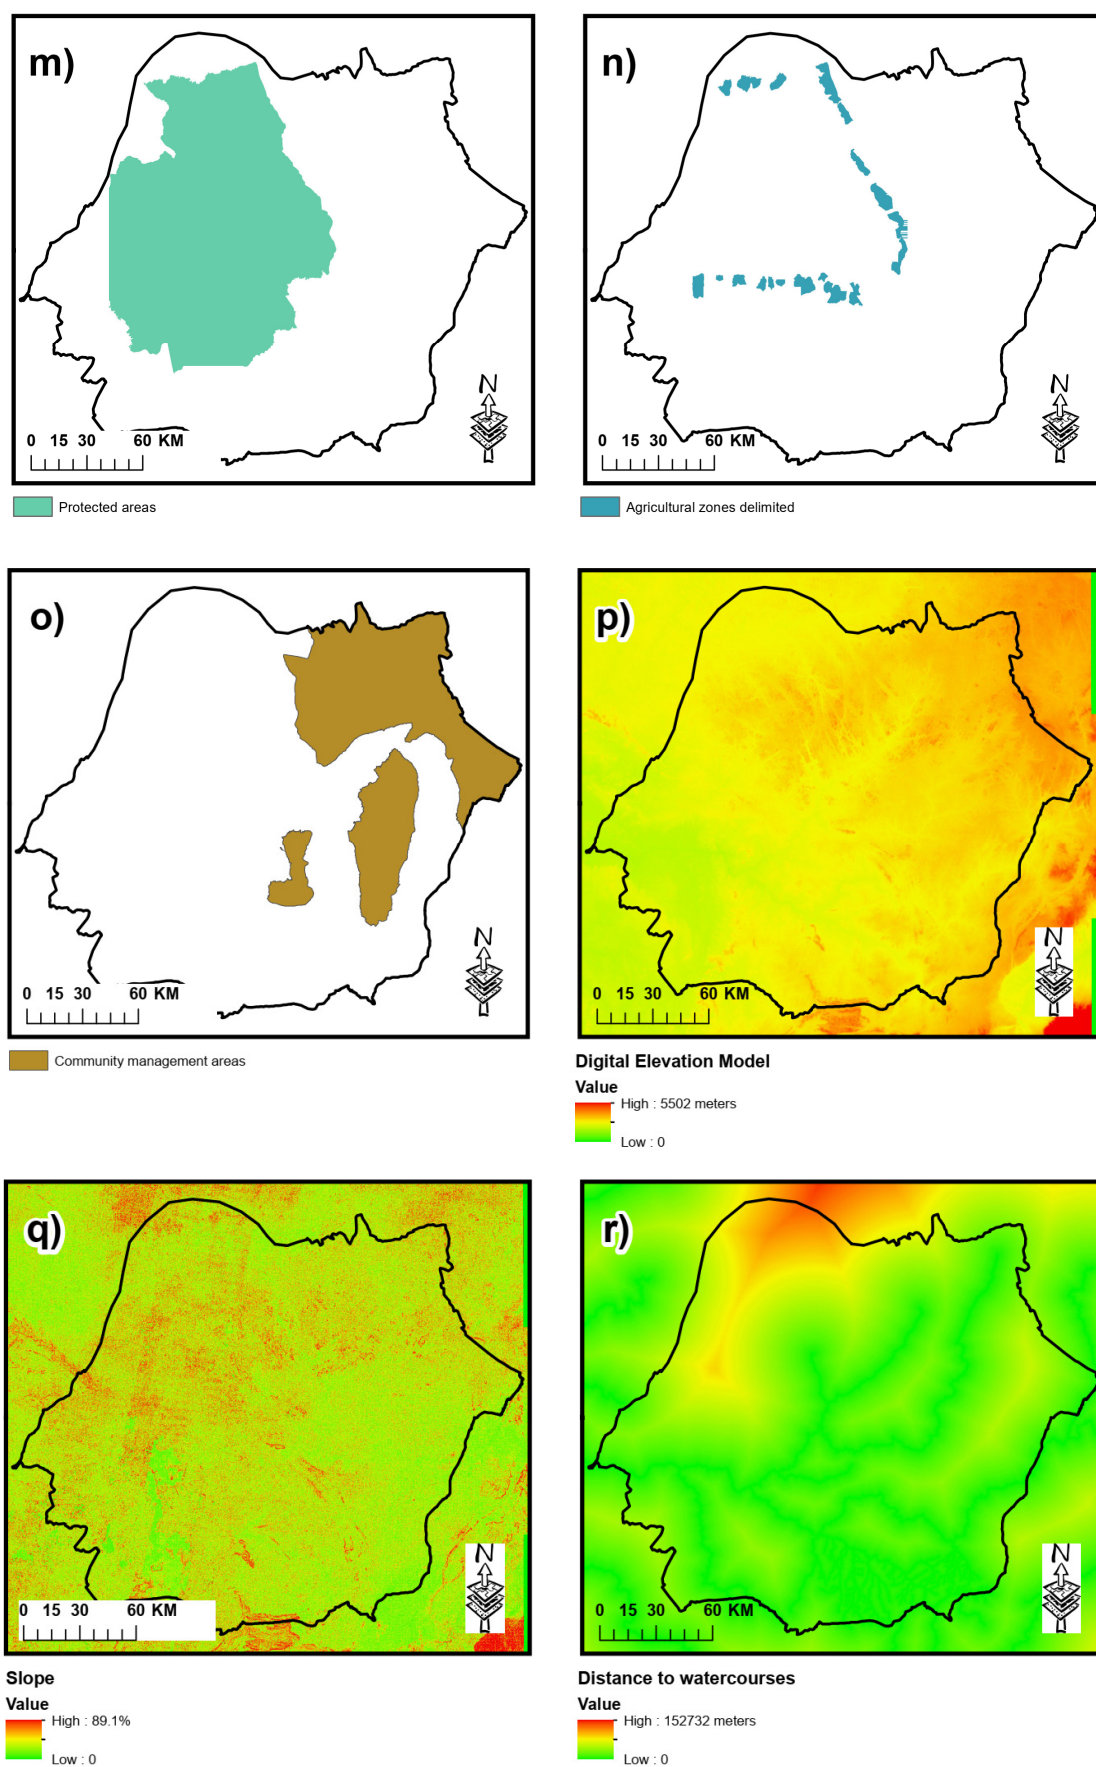 m)
N
0 15 30 60 KM
Protected areas
n)
N
0 15 30 60 KM
Agricultural zones delimited
o)
N
0 15 30 60 KM
Community management areas
p)
N
0 15 30 60 KM
Digital Elevation Model
Value
High : 5502 meters
Low : 0
q)
N
0 15 30 60 KM
Slope
Value
High : 89.1%
Low : 0
r)
N
0 15 30 60 KM
Distance to watercourses
Value
High : 152732 meters
Low : 0